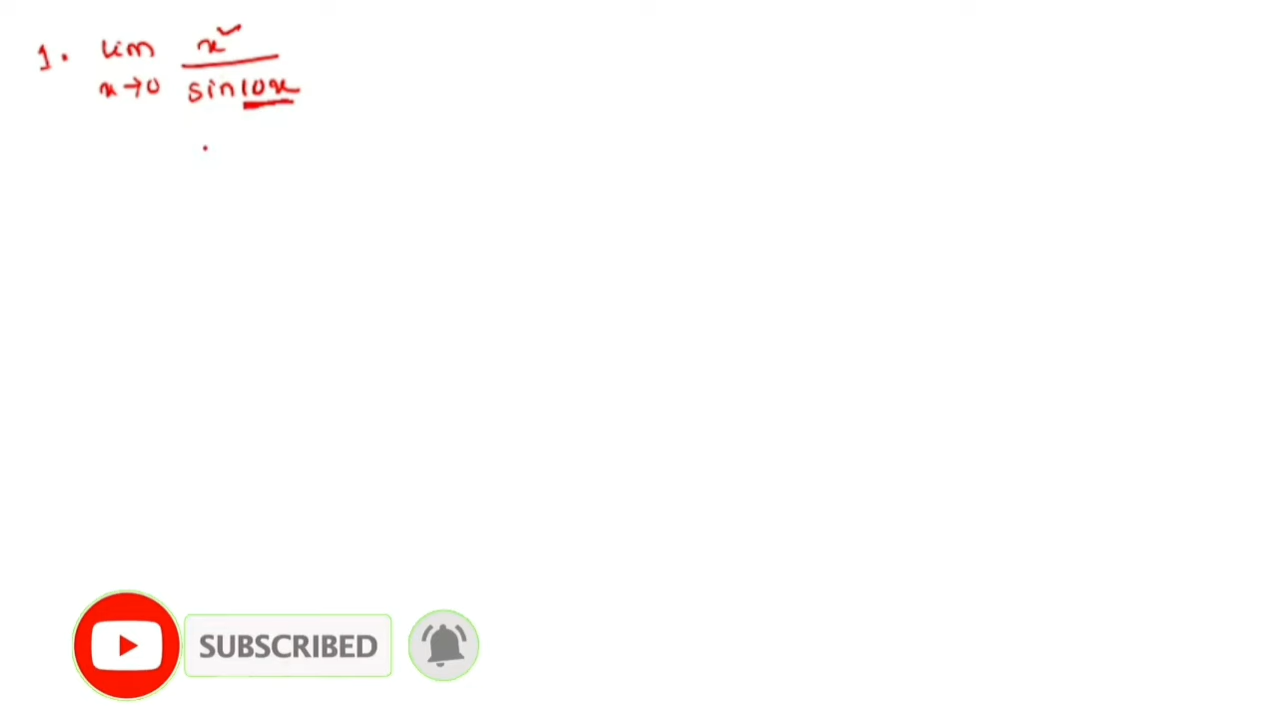 1. lim x² / sin10x
x→0
SUBSCRIBED